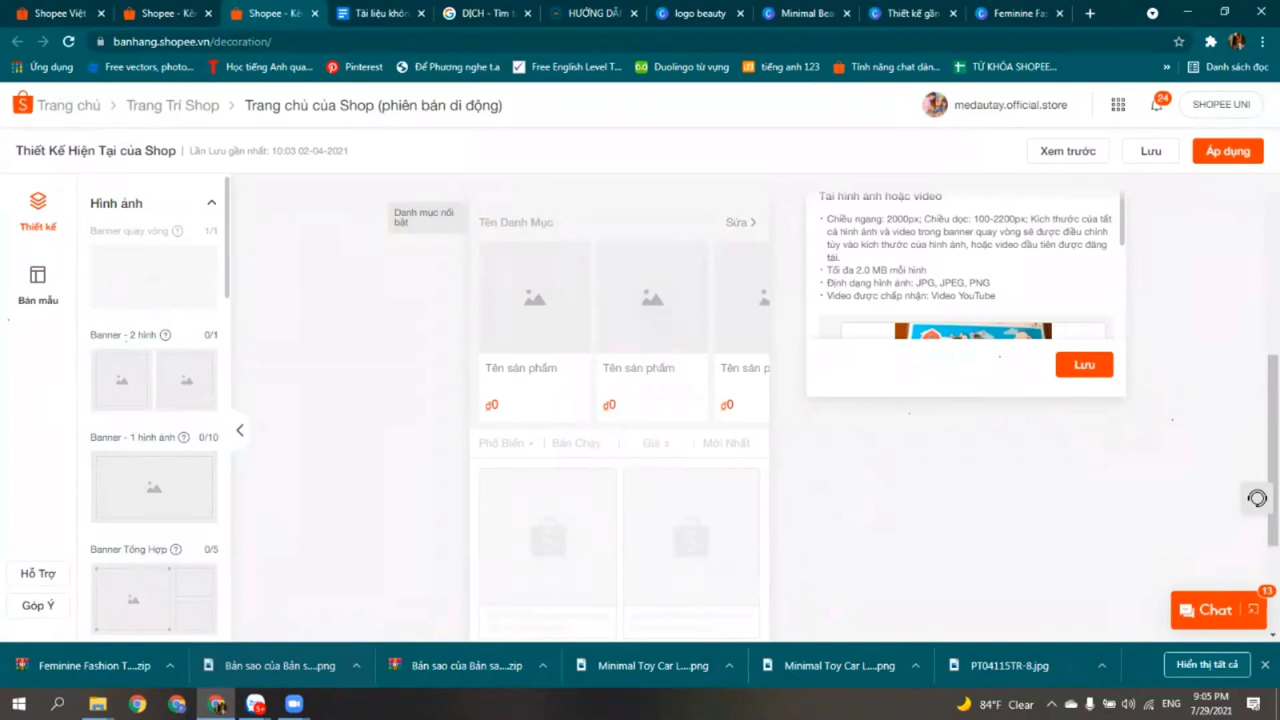 Shopee Việt
Shopee - Kên
Shopee - Kê
Tài liệu khôn
DỊCH - Tìm t
HƯỚNG DẪ
logo beauty
Minimal Bea
Thiết kế gần
Feminine Fa
banhang.shopee.vn/decoration/
Ứng dụng
Free vectors, photo...
Học tiếng Anh qua...
Pinterest
Để Phương nghe t.a
Free English Level T...
Duolingo từ vựng
tiếng anh 123
Tính năng chat dàn...
TỪ KHÓA SHOPEE...
»
Danh sách đọc
Trang chủ > Trang Trí Shop > Trang chủ của Shop (phiên bản di động)
medautay.official.store
24
SHOPEE UNI
Thiết Kế Hiện Tại của Shop
Lần Lưu gần nhất: 10:03 02-04-2021
Xem trước
Lưu
Áp dụng
Thiết kế
Bản mẫu
Hỗ Trợ
Góp Ý
Hình ảnh
Banner quay vòng 1/1
Banner - 2 hình 0/1
Banner - 1 hình ảnh 0/10
Banner Tổng Hợp 0/5
Danh mục nổi
bật
Tên Danh Mục
Sửa >
Tên sản phẩm
Tên sản phẩm
Tên sản p
₫0
₫0
₫0
Phổ Biến
Bán Chạy
Giá
Mới Nhất
Tải hình ảnh hoặc video
• Chiều ngang: 2000px; Chiều dọc: 100-2200px; Kích thước của tất
cả hình ảnh và video trong banner quay vòng sẽ được điều chỉnh
tùy vào kích thước của hình ảnh, hoặc video đầu tiên được đăng
tải.
• Tối đa 2.0 MB mỗi hình
• Định dạng hình ảnh: JPG, JPEG, PNG
• Video được chấp nhận: Video YouTube
Lưu
Chat
13
Feminine Fashion T....zip
Bản sao của Bản s....png
Bản sao của Bản sa....zip
Minimal Toy Car L....png
Minimal Toy Car L....png
PT04115TR-8.jpg
Hiển thị tất cả
5+
84°F Clear
ENG
9:05 PM
7/29/2021